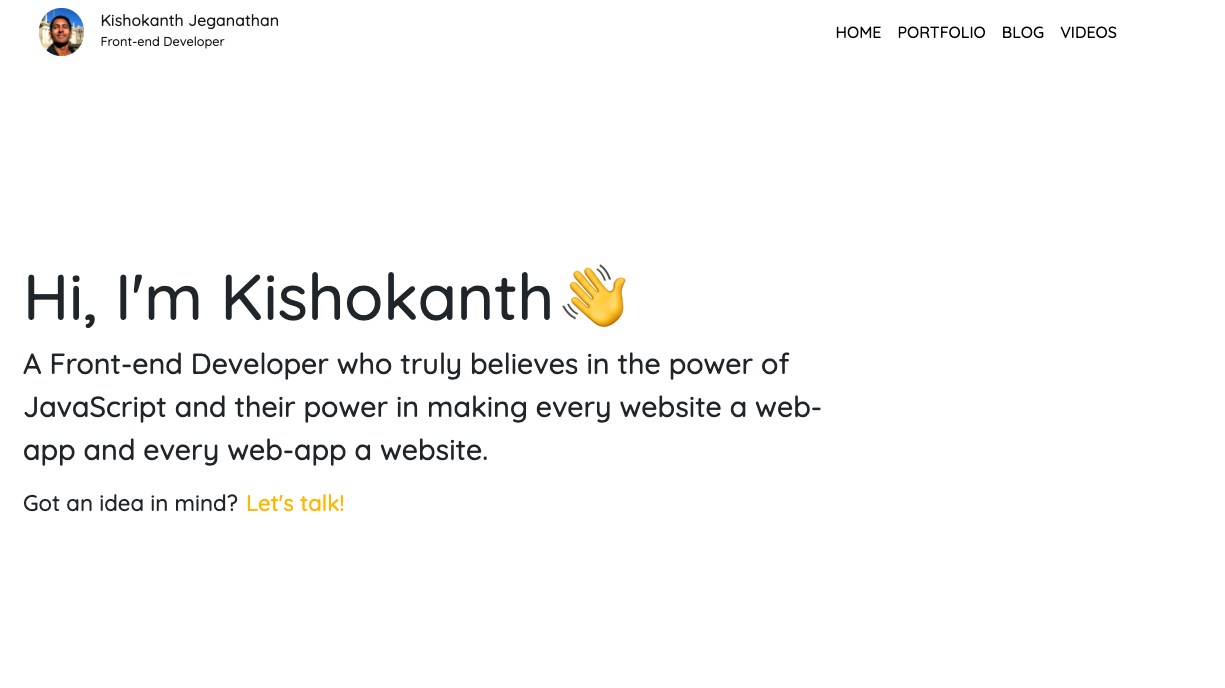 Kishokanth Jeganathan
Front-end Developer
HOME PORTFOLIO BLOG VIDEOS
Hi, I'm Kishokanth👋
A Front-end Developer who truly believes in the power of
JavaScript and their power in making every website a web-
app and every web-app a website.
Got an idea in mind? Let's talk!